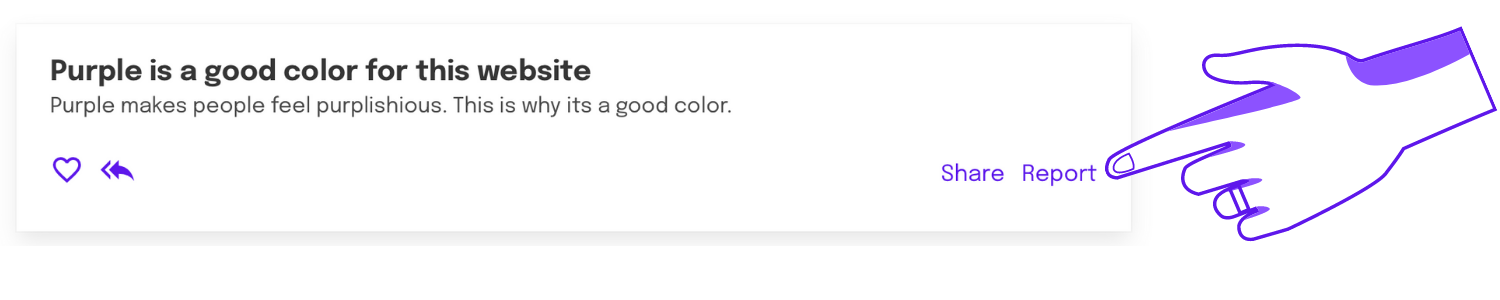 Purple is a good color for this website
Purple makes people feel purplishious. This is why its a good color.
Share Report